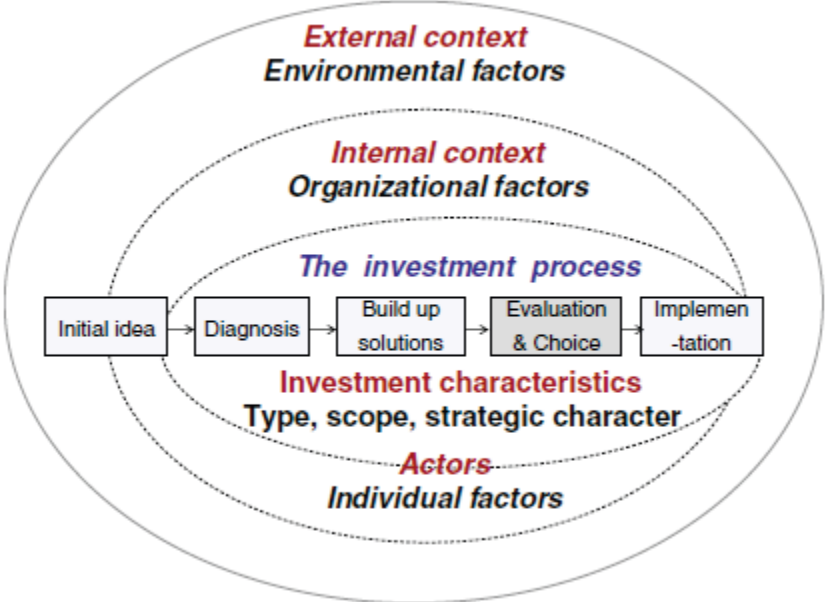 External context
Environmental factors
Internal context
Organizational factors
The investment process
Initial idea
Diagnosis
Build up
solutions
Evaluation
& Choice
Implemen
-tation
Investment characteristics
Type, scope, strategic character
Actors
Individual factors